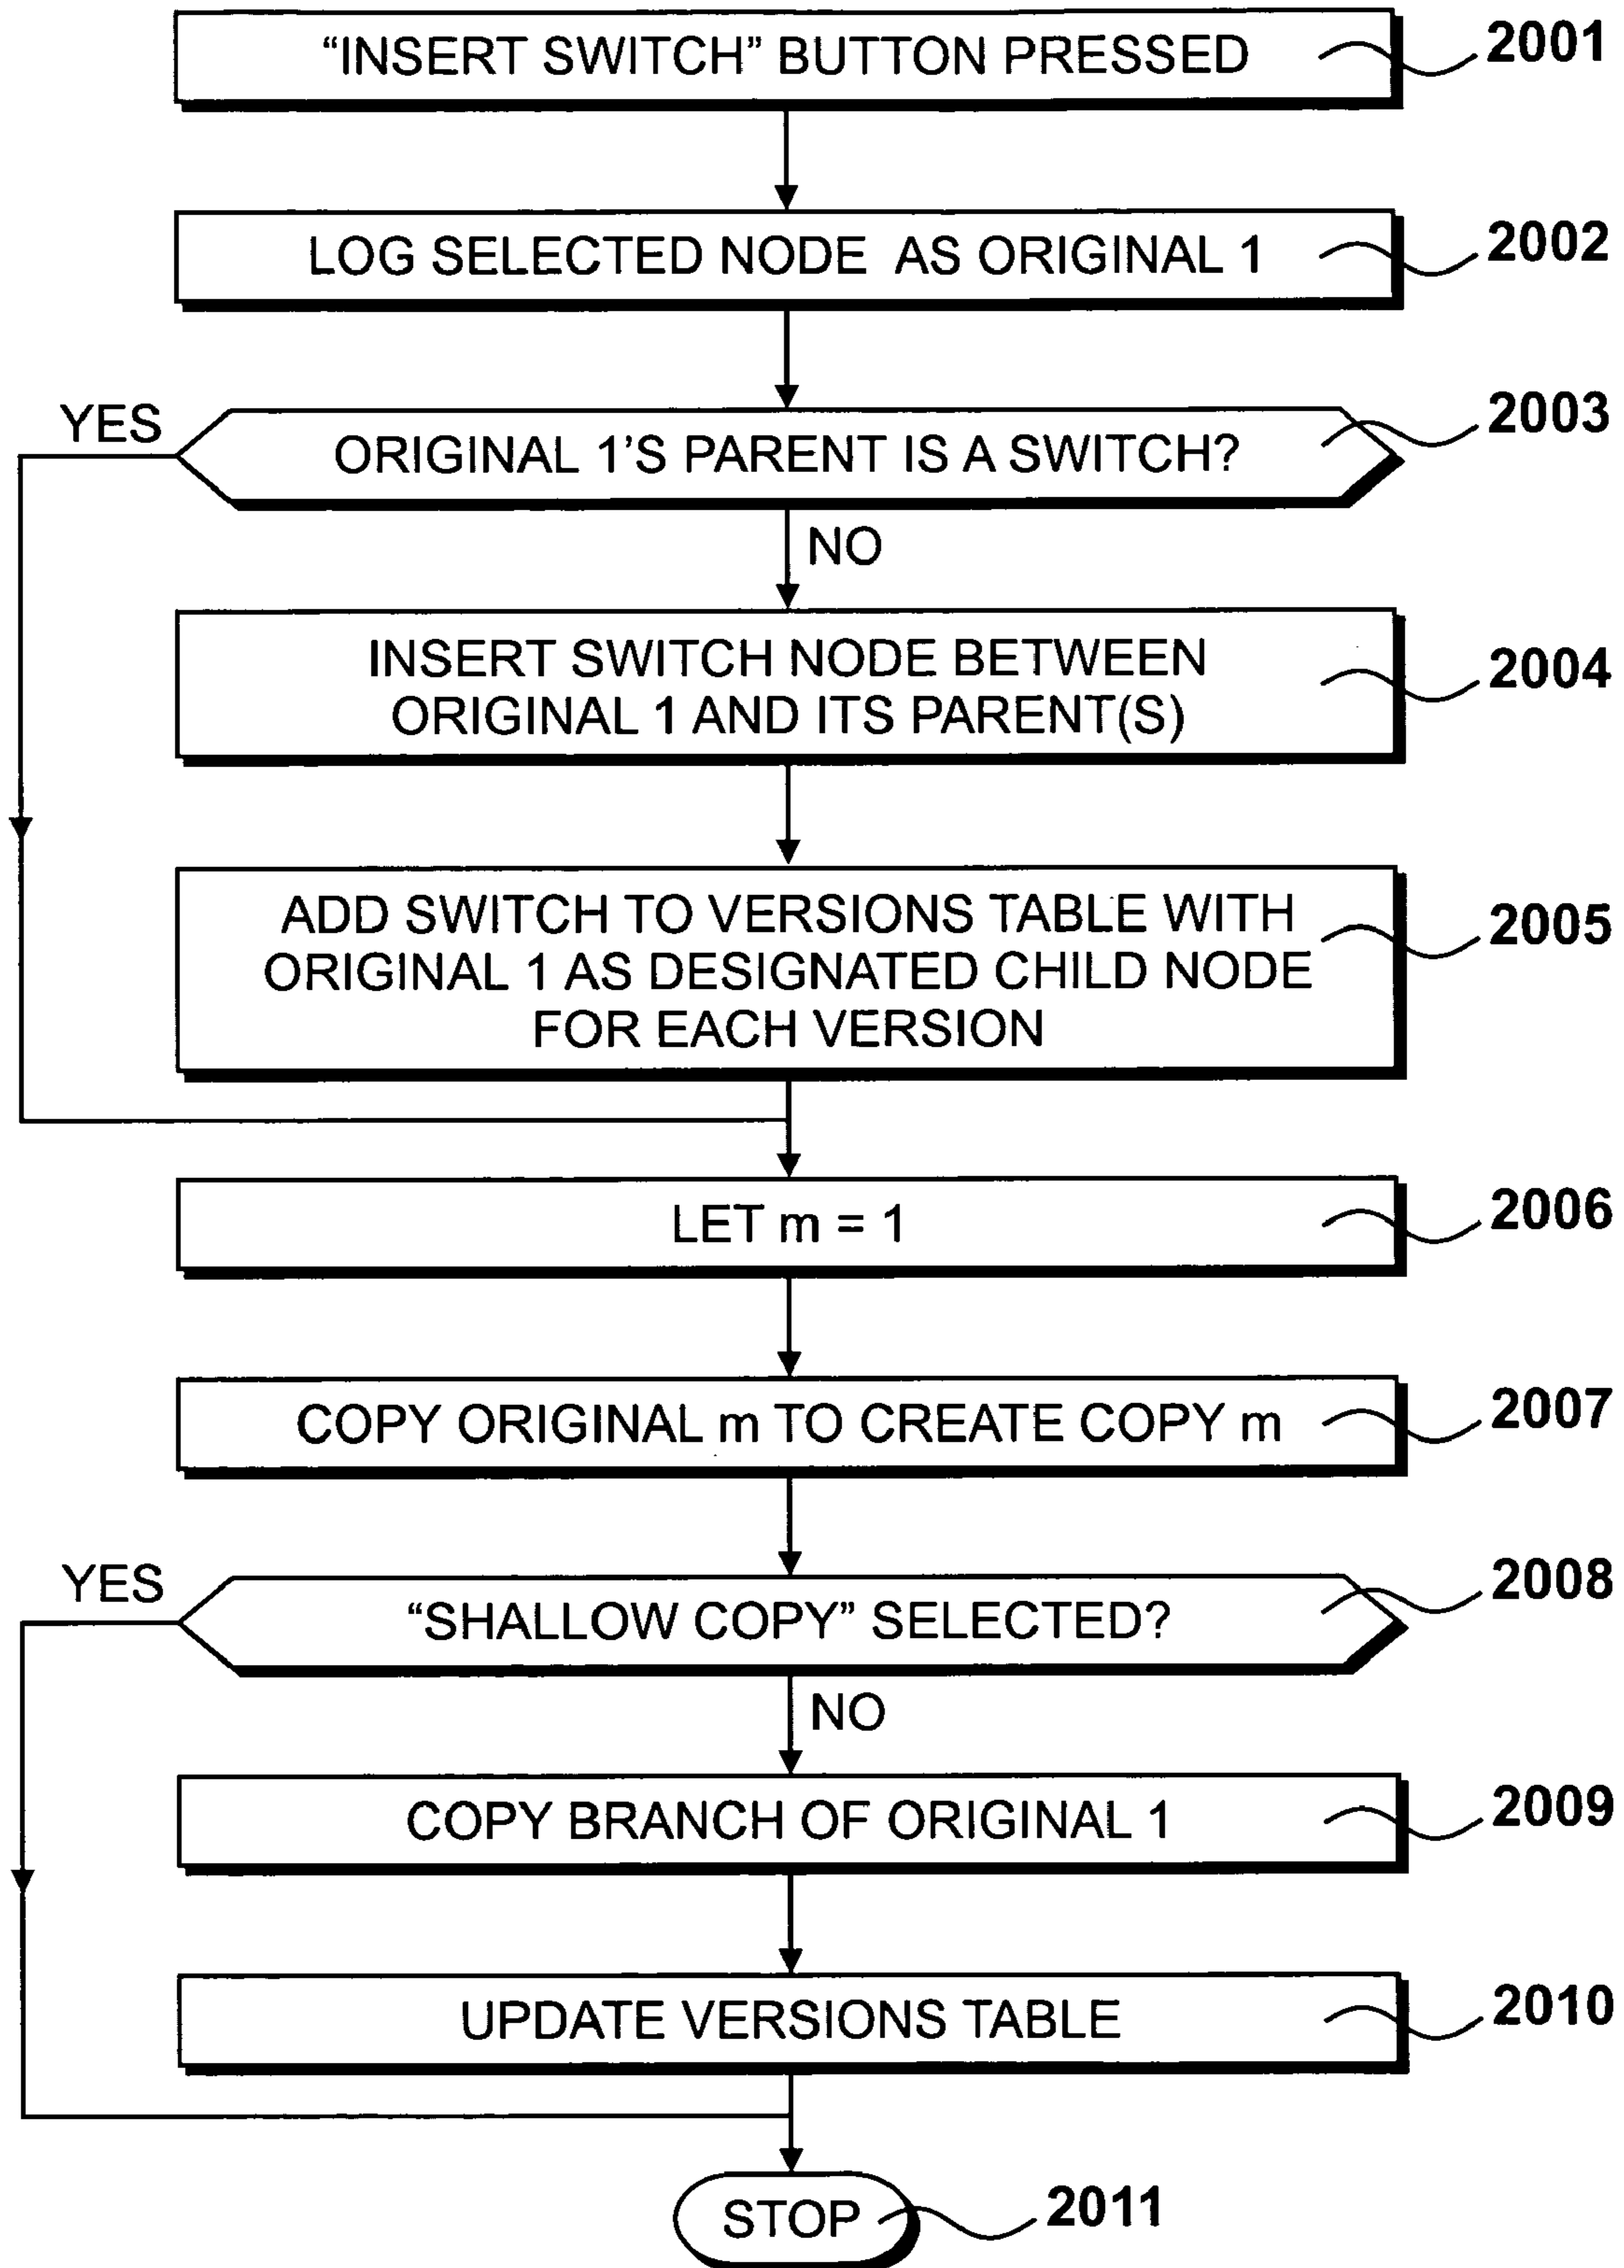 “INSERT SWITCH” BUTTON PRESSED
2001
LOG SELECTED NODE AS ORIGINAL 1
2002
YES
ORIGINAL 1'S PARENT IS A SWITCH?
2003
NO
INSERT SWITCH NODE BETWEEN
ORIGINAL 1 AND ITS PARENT(S)
2004
ADD SWITCH TO VERSIONS TABLE WITH
ORIGINAL 1 AS DESIGNATED CHILD NODE
FOR EACH VERSION
2005
LET m = 1
2006
COPY ORIGINAL m TO CREATE COPY m
2007
YES
“SHALLOW COPY” SELECTED?
2008
NO
COPY BRANCH OF ORIGINAL 1
2009
UPDATE VERSIONS TABLE
2010
STOP
2011